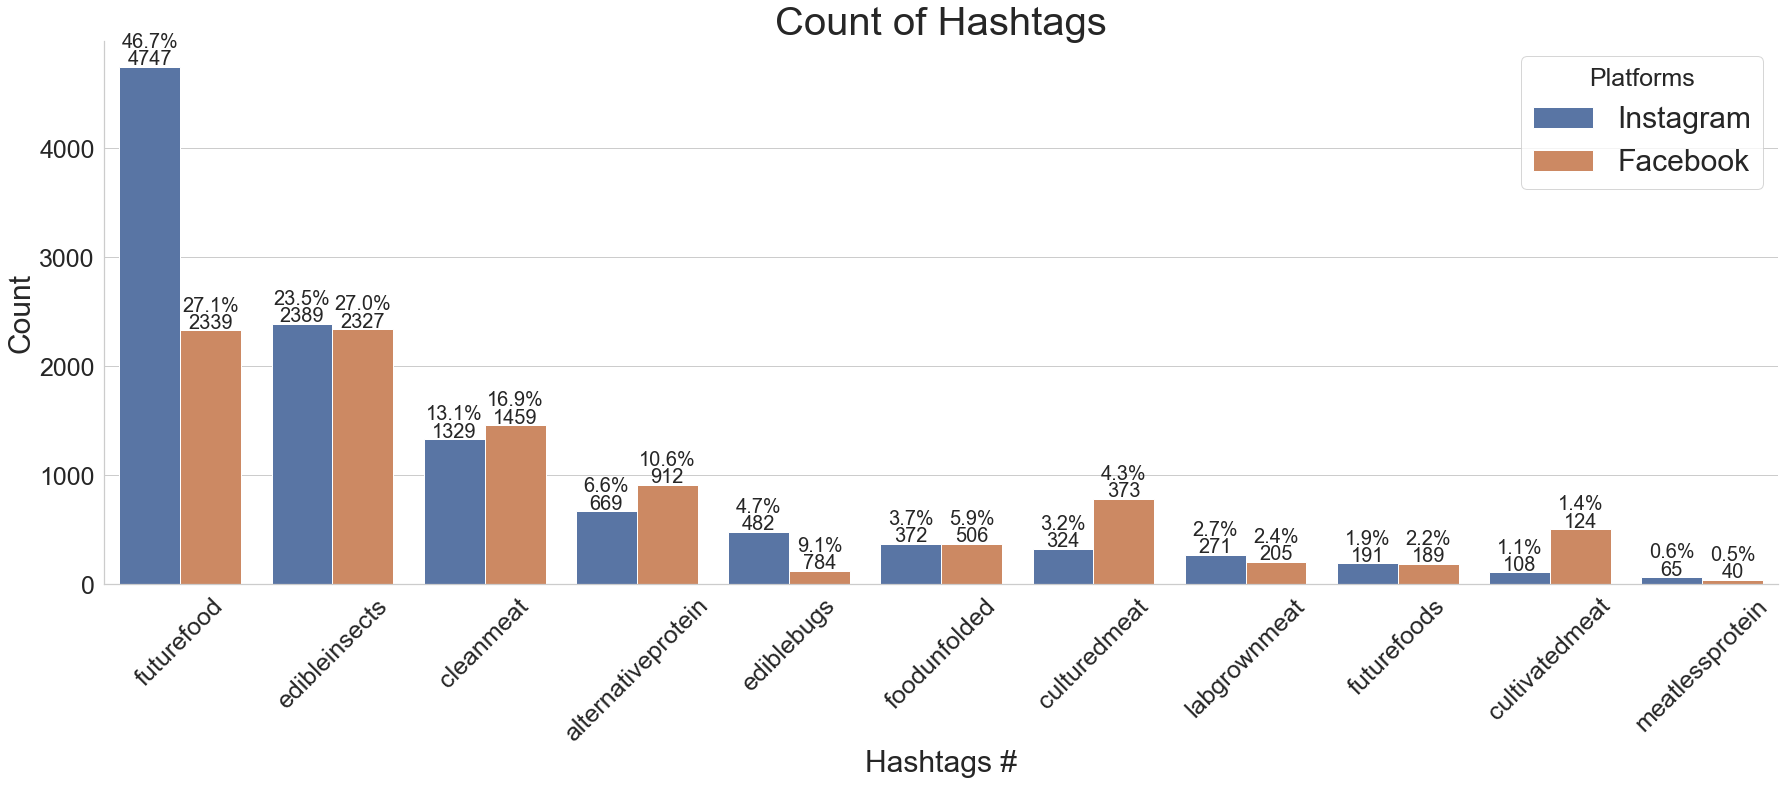 Count of Hashtags
Platforms
Instagram
Facebook
Count
4000
3000
2000
1000
0
46.7%
4747
27.1%
2339
23.5%
2389
27.0%
2327
13.1%
1329
16.9%
1459
6.6%
669
10.6%
912
4.7%
482
9.1%
784
3.7%
372
5.9%
506
3.2%
324
4.3%
373
2.7%
271
2.4%
205
1.9%
191
2.2%
189
1.1%
108
1.4%
124
0.6%
65
0.5%
40
futurefood
edibleinsects
cleanmeat
alternativeprotein
ediblebugs
foodunfolded
culturedmeat
labgrownmeat
futurefoods
cultivatedmeat
meatlessprotein
Hashtags #